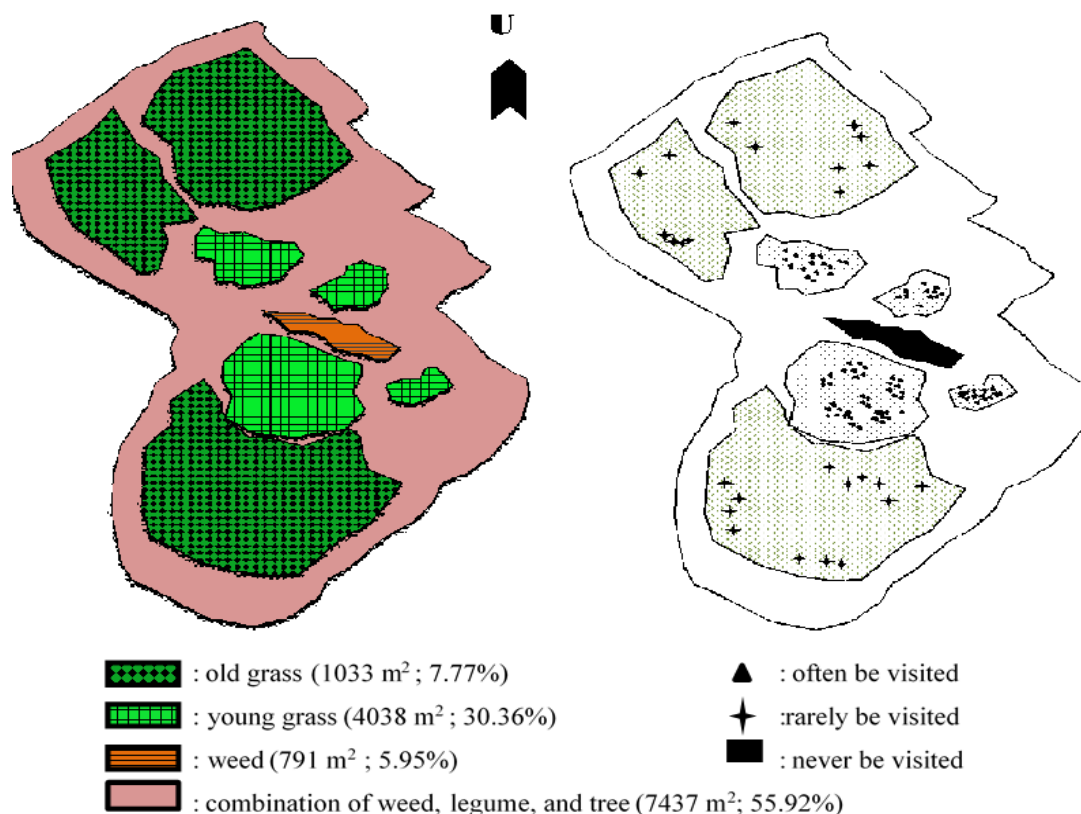 U
: old grass (1033 m² ; 7.77%)
: young grass (4038 m² ; 30.36%)
: weed (791 m² ; 5.95%)
: combination of weed, legume, and tree (7437 m²; 55.92%)
: often be visited
:rarely be visited
: never be visited